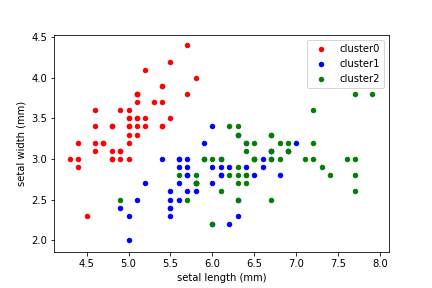 4.5
4.0
3.5
3.0
2.5
2.0
setal width (mm)
cluster0
cluster1
cluster2
4.5 5.0 5.5 6.0 6.5 7.0 7.5 8.0
setal length (mm)